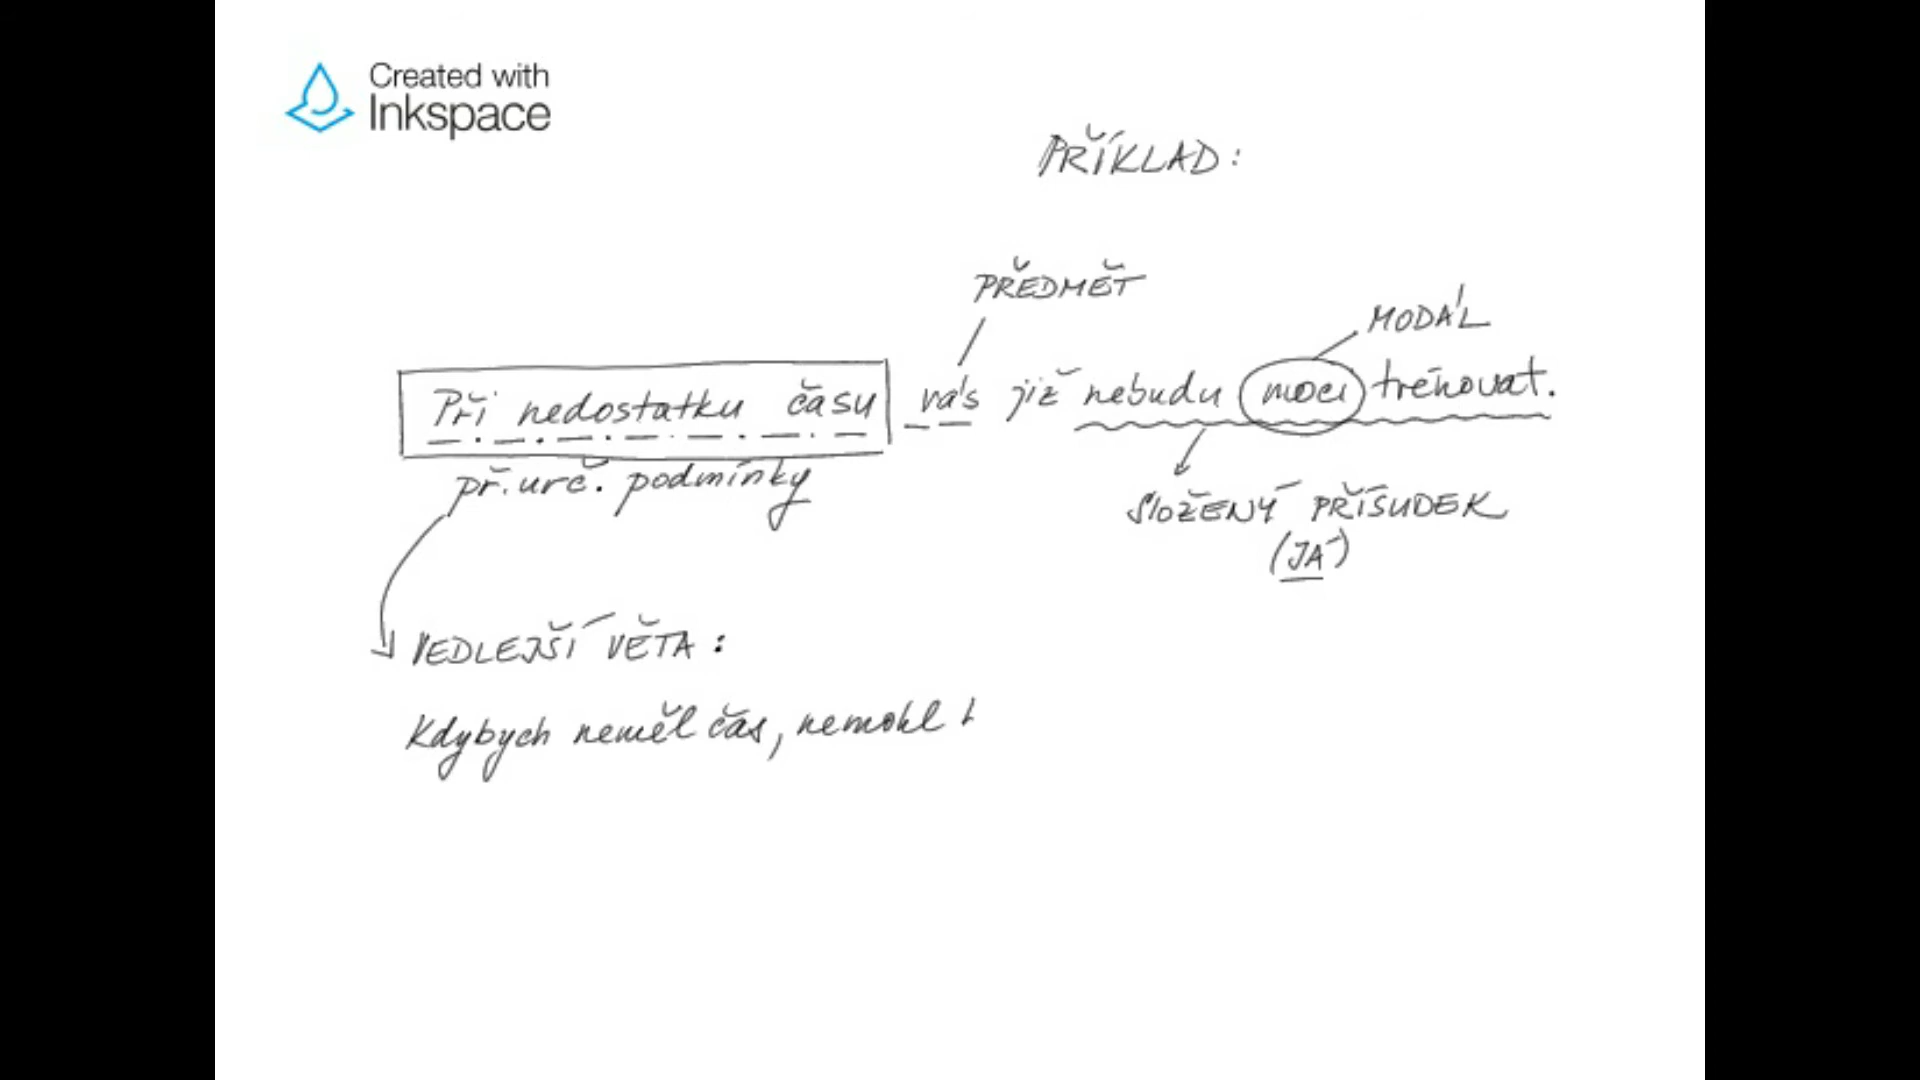 Created with
Inkspace
PŘÍKLAD:
PŘEDMĚT
MODÁL
Při nedostatku času vás již nebudu moci trénovat.
př. urč. podmínky
SLOŽENÝ PŘÍSUDEK
(JÁ)
VEDLEJŠÍ VĚTA:
Kdybych neměl čas, nemohl